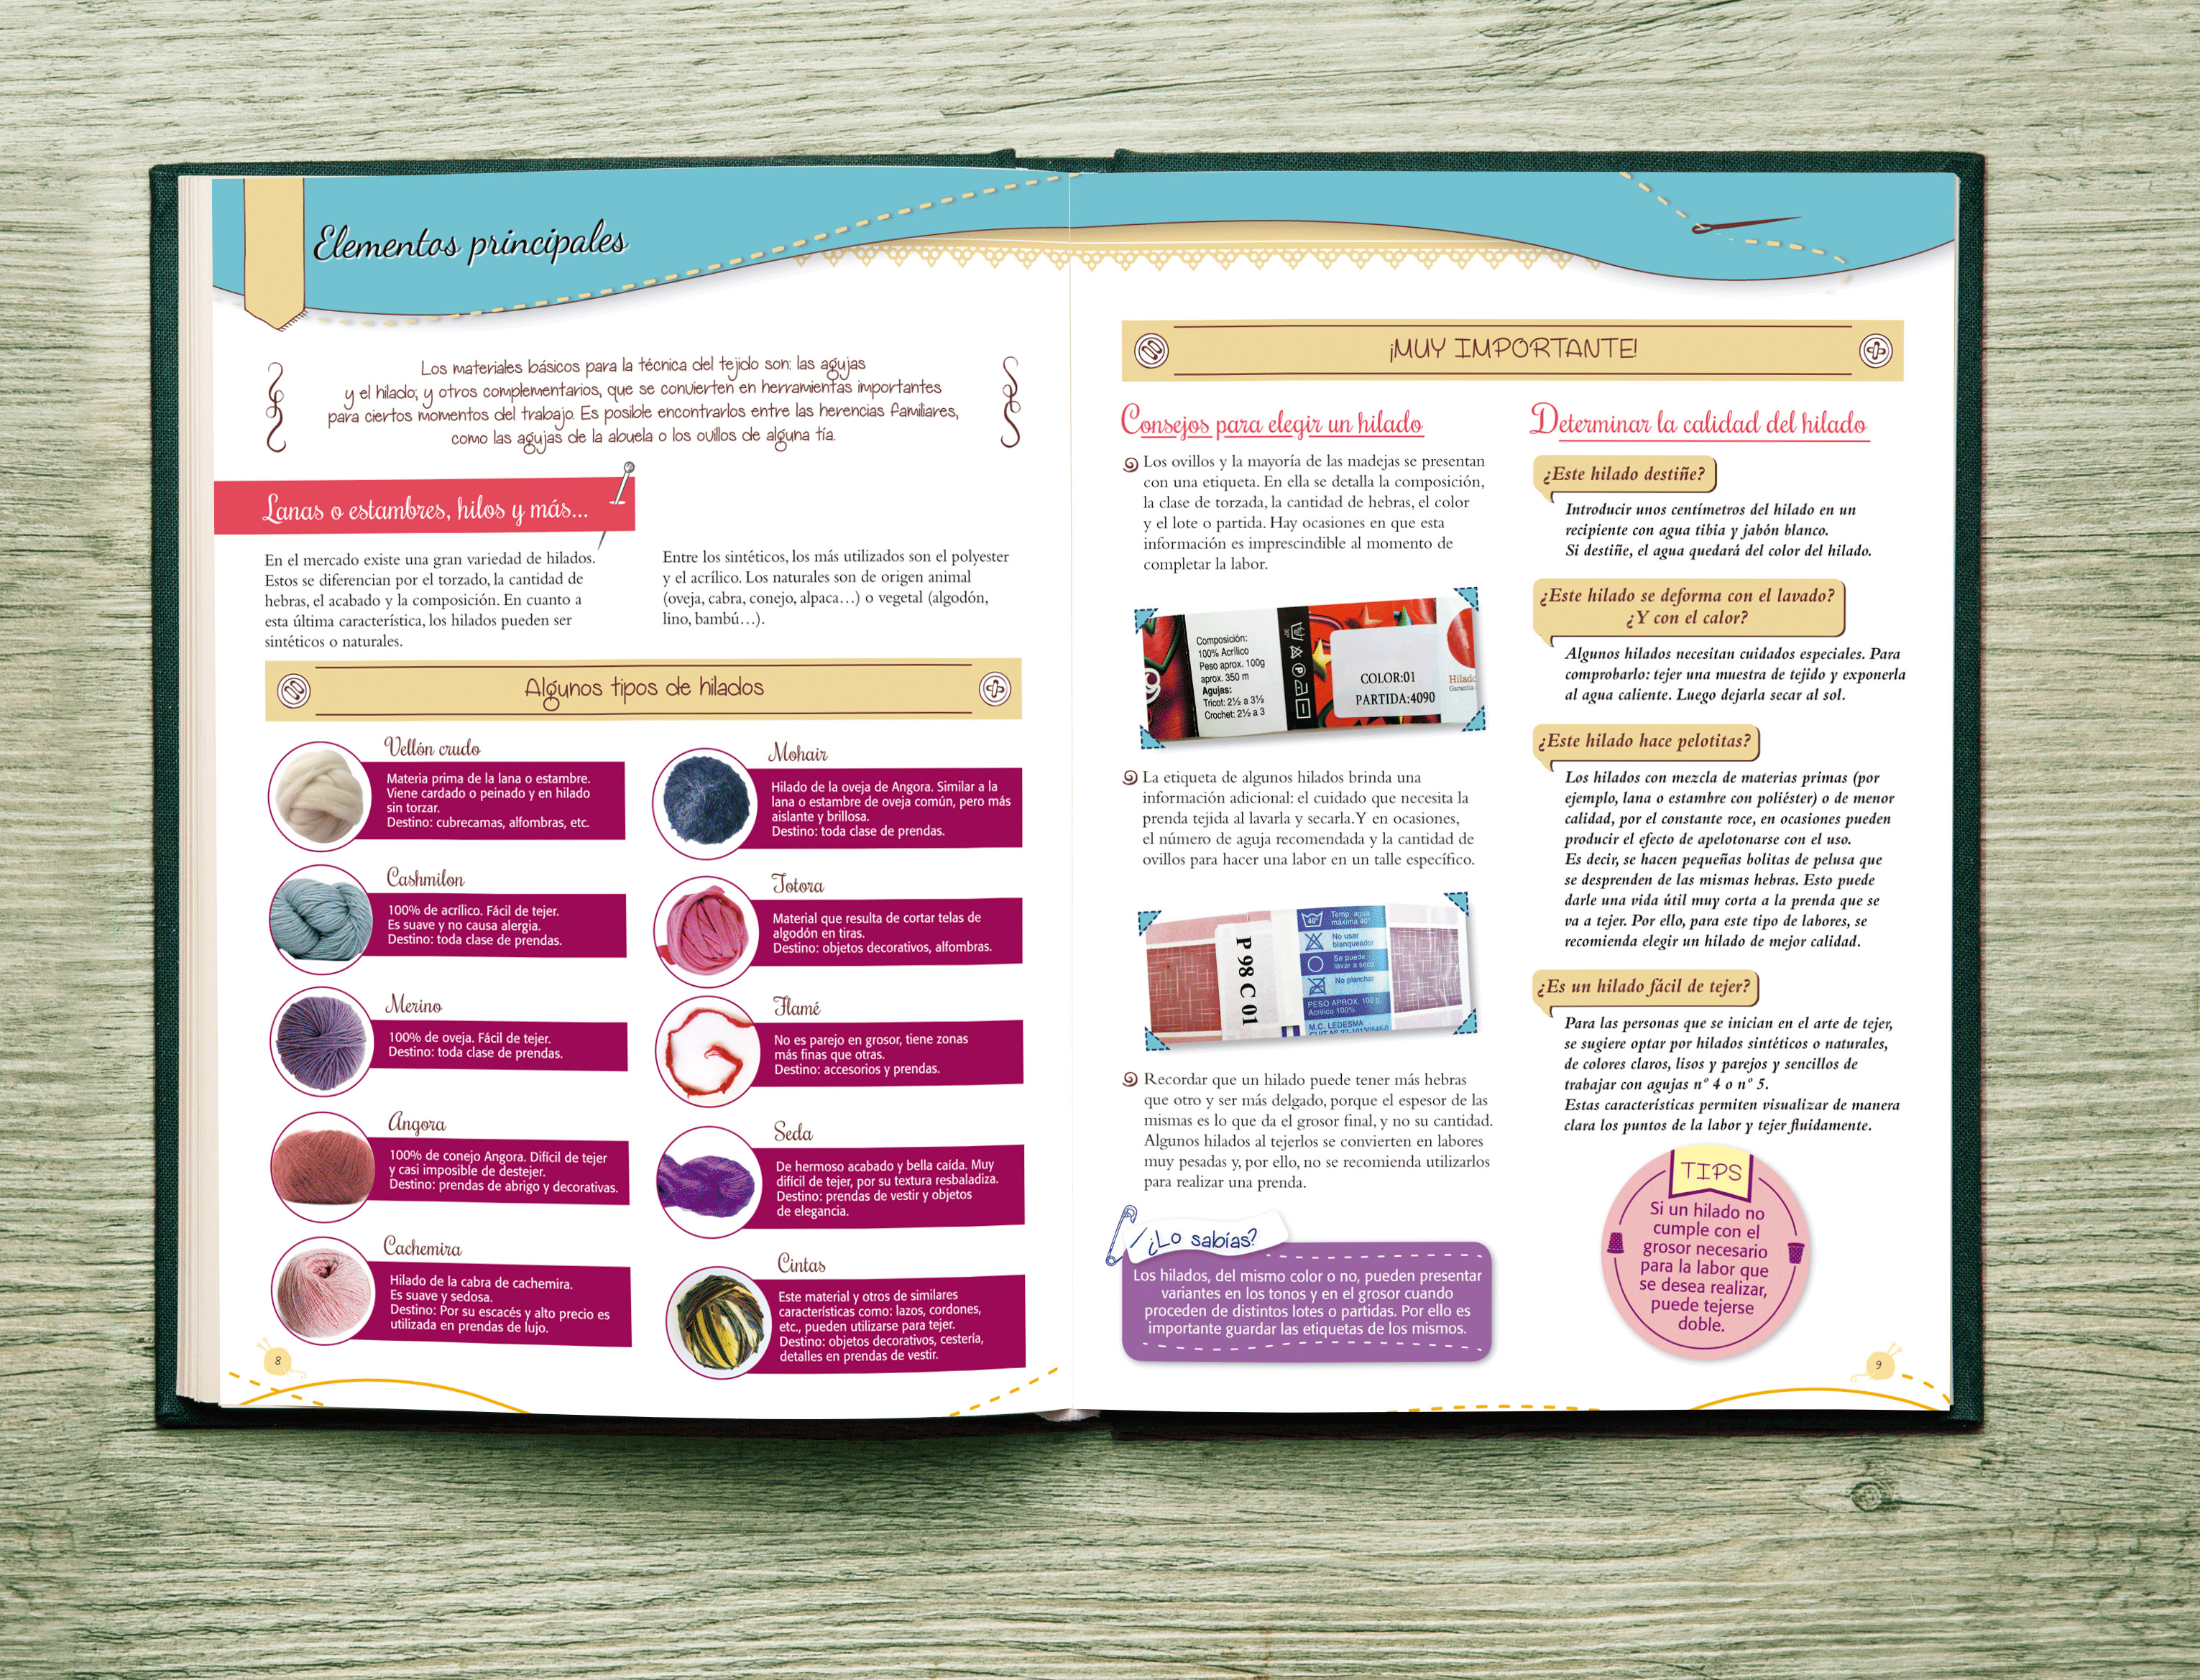 Elementos principales
Los materiales básicos para la técnica del tejido son: las agujas
y el hilado; y otros complementarios, que se convierten en herramientas importantes
para ciertos momentos del trabajo. Es posible encontrarlos entre las herencias familiares,
como las agujas de la abuela o los ovillos de alguna tía.
Lanas o estambres, hilos y más...
En el mercado existe una gran variedad de hilados.
Estos se diferencian por el torzado, la cantidad de
hebras, el acabado y la composición. En cuanto a
esta última característica, los hilados pueden ser
sintéticos o naturales.
Entre los sintéticos, los más utilizados son el polyester
y el acrílico. Los naturales son de origen animal
(oveja, cabra, conejo, alpaca…) o vegetal (algodón,
lino, bambú…).
Algunos tipos de hilados
Vellón crudo
Materia prima de la lana o estambre.
Viene cardado o peinado y en hilado
sin torzar.
Destino: cubrecamas, alfombras, etc.
Cashmilon
100% de acrílico. Fácil de tejer.
Es suave y no causa alergia.
Destino: toda clase de prendas.
Merino
100% de oveja. Fácil de tejer.
Destino: toda clase de prendas.
Angora
100% de conejo Angora. Difícil de tejer
y casi imposible de destejer.
Destino: prendas de abrigo y decorativas.
Cachemira
Hilado de la cabra de cachemira.
Es suave y sedosa.
Destino: Por su escacés y alto precio es
utilizada en prendas de lujo.
Mohair
Hilado de la oveja de Angora. Similar a la
lana o estambre de oveja común, pero más
aislante y brillosa.
Destino: toda clase de prendas.
Totora
Material que resulta de cortar telas de
algodón en tiras.
Destino: objetos decorativos, alfombras.
Flamé
No es parejo en grosor, tiene zonas
más finas que otras.
Destino: accesorios y prendas.
Seda
De hermoso acabado y bella caída. Muy
difícil de tejer, por su textura resbaladiza.
Destino: prendas de vestir y objetos
de elegancia.
Cintas
Este material y otros de similares
características como: lazos, cordones,
etc., pueden utilizarse para tejer.
Destino: objetos decorativos, cestería,
detalles en prendas de vestir.
8
¡MUY IMPORTANTE!
Consejos para elegir un hilado
Los ovillos y la mayoría de las madejas se presentan
con una etiqueta. En ella se detalla la composición,
la clase de torzada, la cantidad de hebras, el color
y el lote o partida. Hay ocasiones en que esta
información es imprescindible al momento de
completar la labor.
Composición:
100% Acrílico
Peso aprox. 100g
aprox. 350 m
Agujas:
Tricot: 2½ a 3½
Crochet: 2½ a 3
COLOR:01
PARTIDA:4090
Hilado
Garantía
La etiqueta de algunos hilados brinda una
información adicional: el cuidado que necesita la
prenda tejida al lavarla y secarla. Y en ocasiones,
el número de aguja recomendada y la cantidad de
ovillos para hacer una labor en un talle específico.
P 98 C 01
40°
Temp. agua
máxima 40°
No usar
blanqueador
Se puede
lavar a seco
No planchar
PESO APROX. 100 g.
Acrílico 100%
M.C. LEDESMA
Recordar que un hilado puede tener más hebras
que otro y ser más delgado, porque el espesor de las
mismas es lo que da el grosor final, y no su cantidad.
Algunos hilados al tejerlos se convierten en labores
muy pesadas y, por ello, no se recomienda utilizarlos
para realizar una prenda.
¿Lo sabías?
Los hilados, del mismo color o no, pueden presentar
variantes en los tonos y en el grosor cuando
proceden de distintos lotes o partidas. Por ello es
importante guardar las etiquetas de los mismos.
Determinar la calidad del hilado
¿Este hilado destiñe?
Introducir unos centímetros del hilado en un
recipiente con agua tibia y jabón blanco.
Si destiñe, el agua quedará del color del hilado.
¿Este hilado se deforma con el lavado?
¿Y con el calor?
Algunos hilados necesitan cuidados especiales. Para
comprobarlo: tejer una muestra de tejido y exponerla
al agua caliente. Luego dejarla secar al sol.
¿Este hilado hace pelotitas?
Los hilados con mezcla de materias primas (por
ejemplo, lana o estambre con poliéster) o de menor
calidad, por el constante roce, en ocasiones pueden
producir el efecto de apelotonarse con el uso.
Es decir, se hacen pequeñas bolitas de pelusa que
se desprenden de las mismas hebras. Esto puede
darle una vida útil muy corta a la prenda que se
va a tejer. Por ello, para este tipo de labores, se
recomienda elegir un hilado de mejor calidad.
¿Es un hilado fácil de tejer?
Para las personas que se inician en el arte de tejer,
se sugiere optar por hilados sintéticos o naturales,
de colores claros, lisos y parejos y sencillos de
trabajar con agujas nº 4 o nº 5.
Estas características permiten visualizar de manera
clara los puntos de la labor y tejer fluidamente.
TIPS
Si un hilado no
cumple con el
grosor necesario
para la labor que
se desea realizar,
puede tejerse
doble.
9